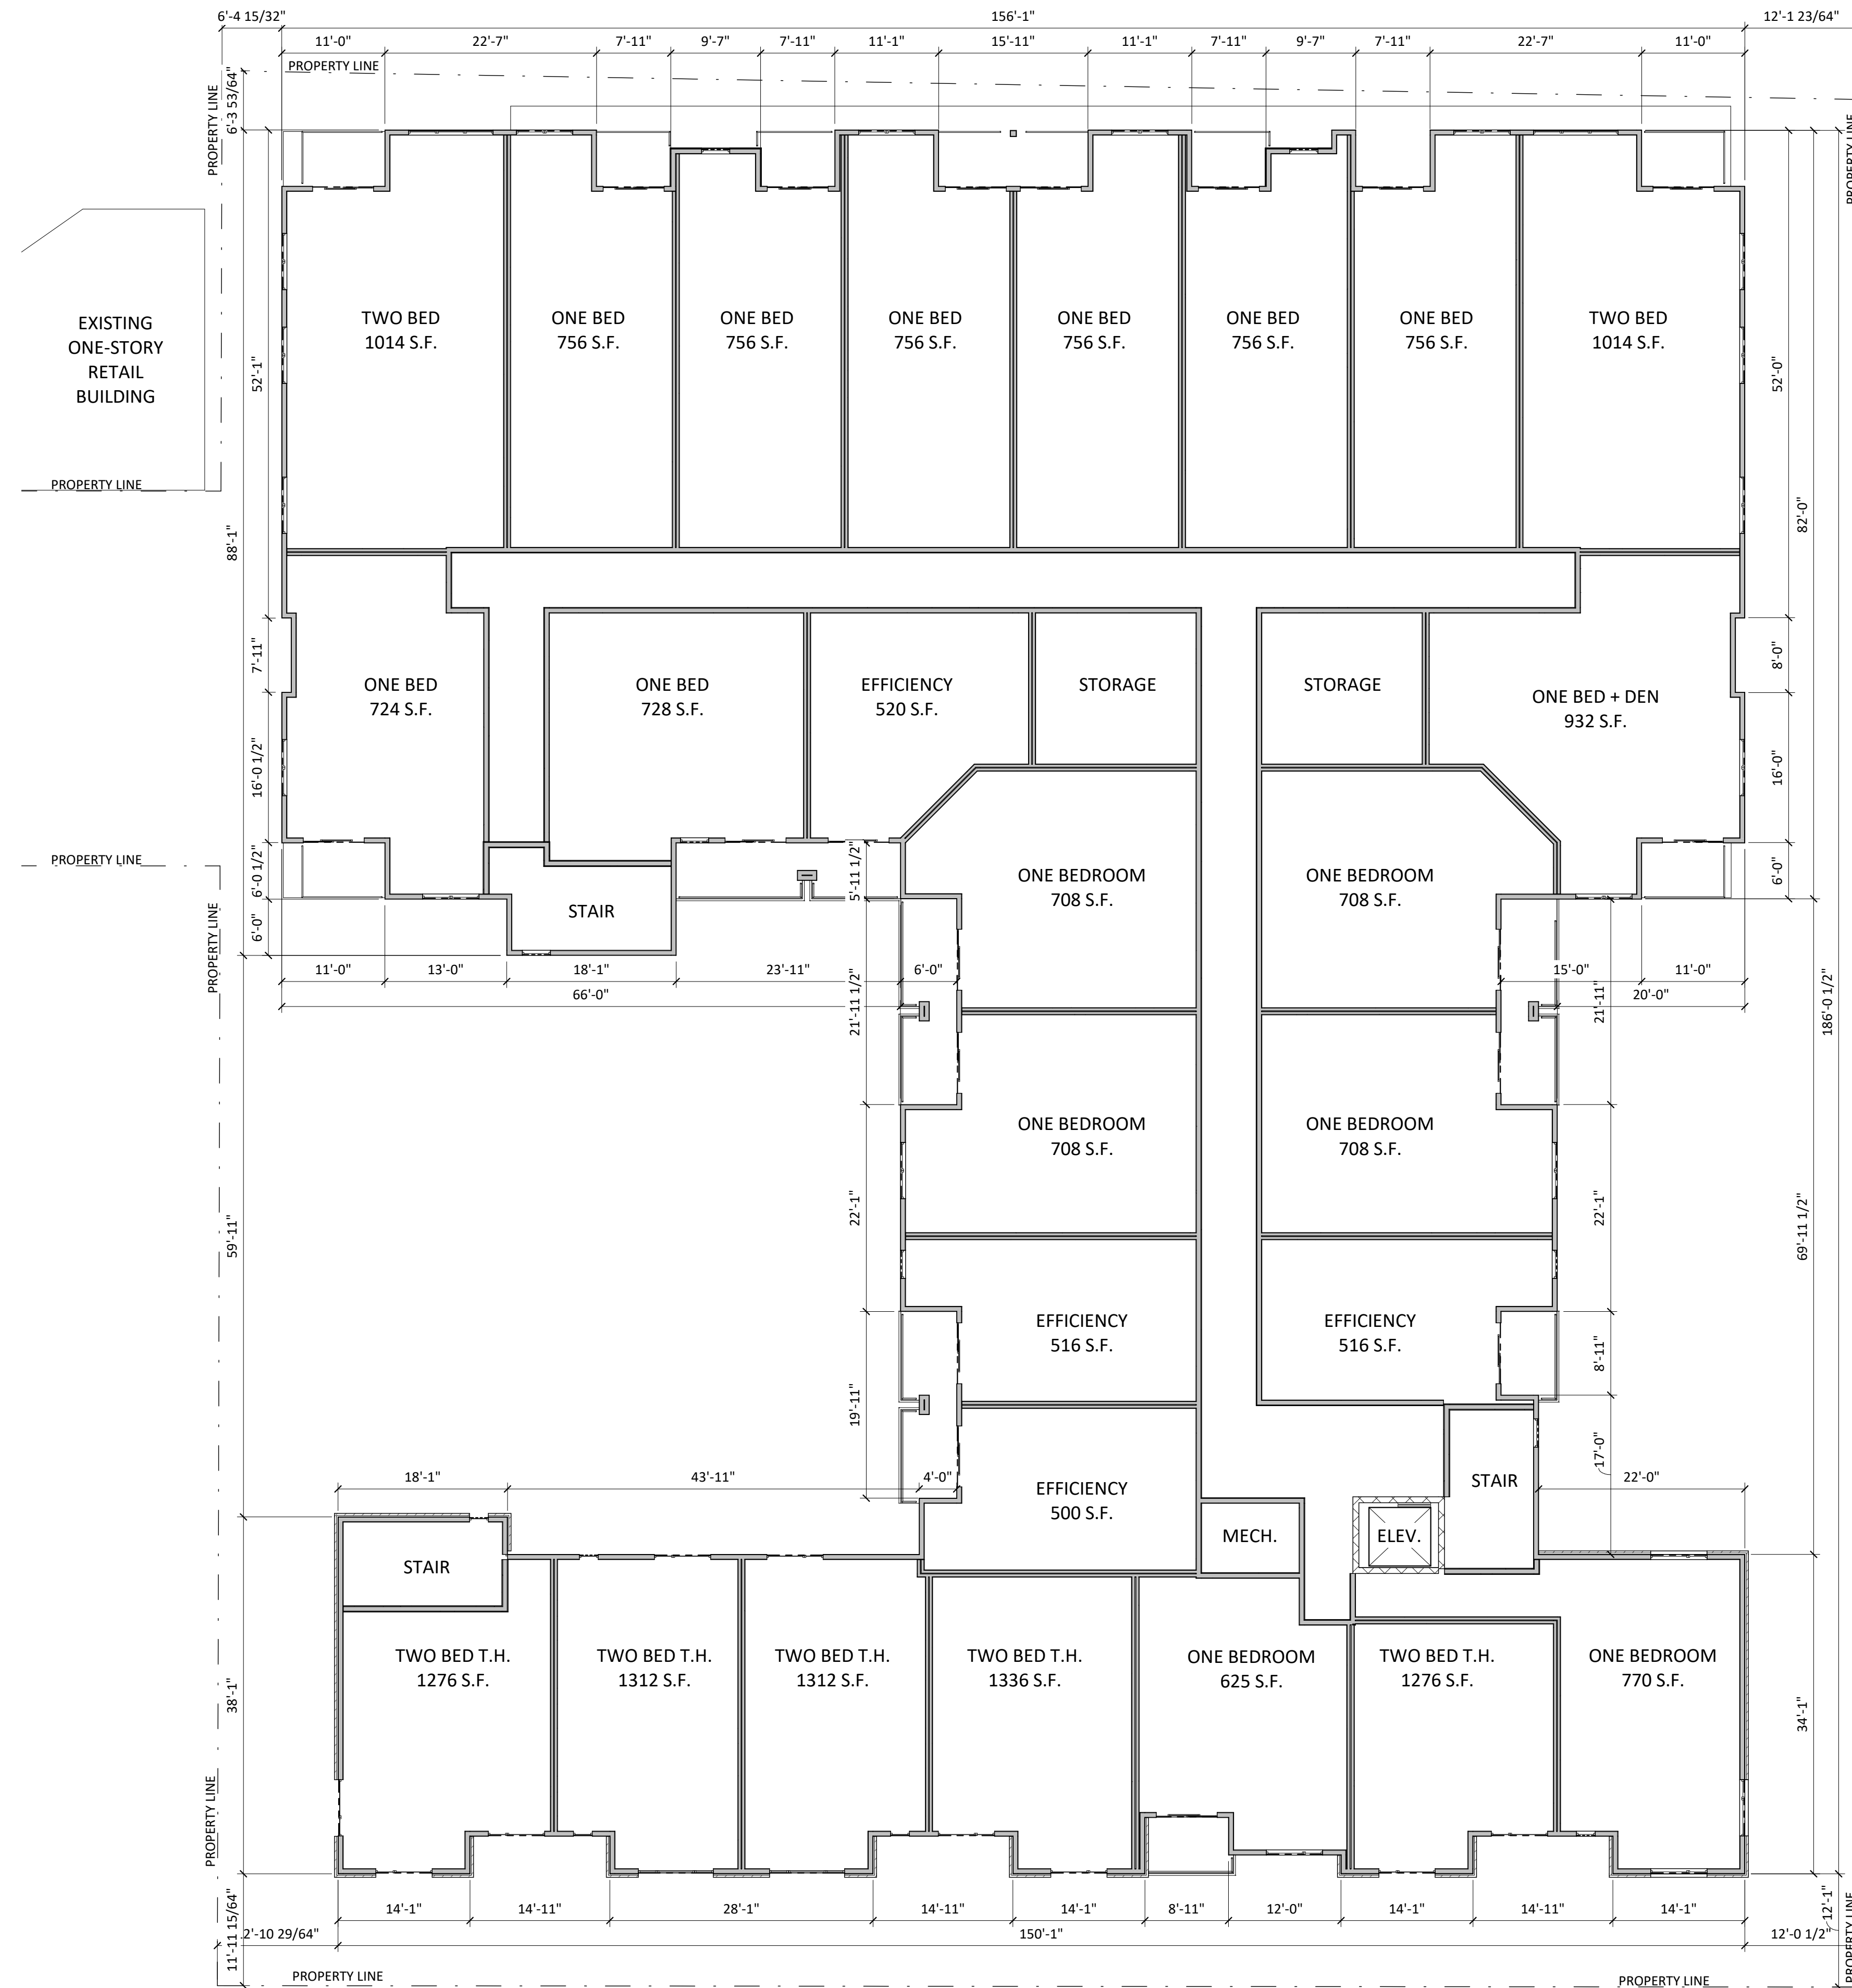 6'-4 15/32"
156'-1"
12'-1 23/64"
11'-0"
22'-7"
7'-11"
9'-7"
7'-11"
11'-1"
15'-11"
11'-1"
7'-11"
9'-7"
7'-11"
22'-7"
11'-0"
PROPERTY LINE
PROPERTY LINE
6'-3 53/64"
PROPERTY LINE
EXISTING
ONE-STORY
RETAIL
BUILDING
PROPERTY LINE
TWO BED
1014 S.F.
ONE BED
756 S.F.
ONE BED
756 S.F.
ONE BED
756 S.F.
ONE BED
756 S.F.
ONE BED
756 S.F.
ONE BED
756 S.F.
TWO BED
1014 S.F.
52'-1"
52'-0"
88'-1"
82'-0"
7'-11"
8'-0"
ONE BED
724 S.F.
ONE BED
728 S.F.
EFFICIENCY
520 S.F.
STORAGE
STORAGE
ONE BED + DEN
932 S.F.
16'-0 1/2"
16'-0"
PROPERTY LINE
6'-0 1/2"
5'-11 1/2"
6'-0"
ONE BEDROOM
708 S.F.
ONE BEDROOM
708 S.F.
STAIR
6'-0"
PROPERTY LINE
11'-0"
13'-0"
18'-1"
23'-11"
6'-0"
15'-0"
11'-0"
66'-0"
20'-0"
21'-11 1/2"
21'-11"
186'-0 1/2"
ONE BEDROOM
708 S.F.
ONE BEDROOM
708 S.F.
59'-11"
22'-1"
22'-1"
69'-11 1/2"
EFFICIENCY
516 S.F.
EFFICIENCY
516 S.F.
8'-11"
19'-11"
17'-0"
18'-1"
43'-11"
4'-0"
22'-0"
EFFICIENCY
500 S.F.
STAIR
MECH.
ELEV.
STAIR
TWO BED T.H.
1276 S.F.
TWO BED T.H.
1312 S.F.
TWO BED T.H.
1312 S.F.
TWO BED T.H.
1336 S.F.
ONE BEDROOM
625 S.F.
TWO BED T.H.
1276 S.F.
ONE BEDROOM
770 S.F.
38'-1"
34'-1"
PROPERTY LINE
14'-1"
14'-11"
28'-1"
14'-11"
14'-1"
8'-11"
12'-0"
14'-1"
14'-11"
14'-1"
11'-11 15/64"
2'-10 29/64"
150'-1"
12'-0 1/2"
12'-1"
PROPERTY LINE
PROPERTY LINE
PROPERTY LINE